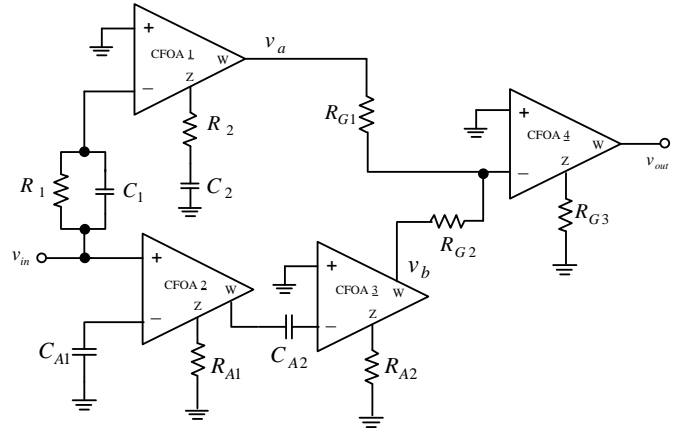 v_a
CFOA 1
W
Z
+
−
R_2
C_2
R_1
C_1
R_G1
+
−
CFOA 4
W
Z
v_out
R_G3
R_G2
v_b
v_in
+
−
CFOA 2
W
Z
C_A1
R_A1
C_A2
+
−
CFOA 3
W
Z
R_A2